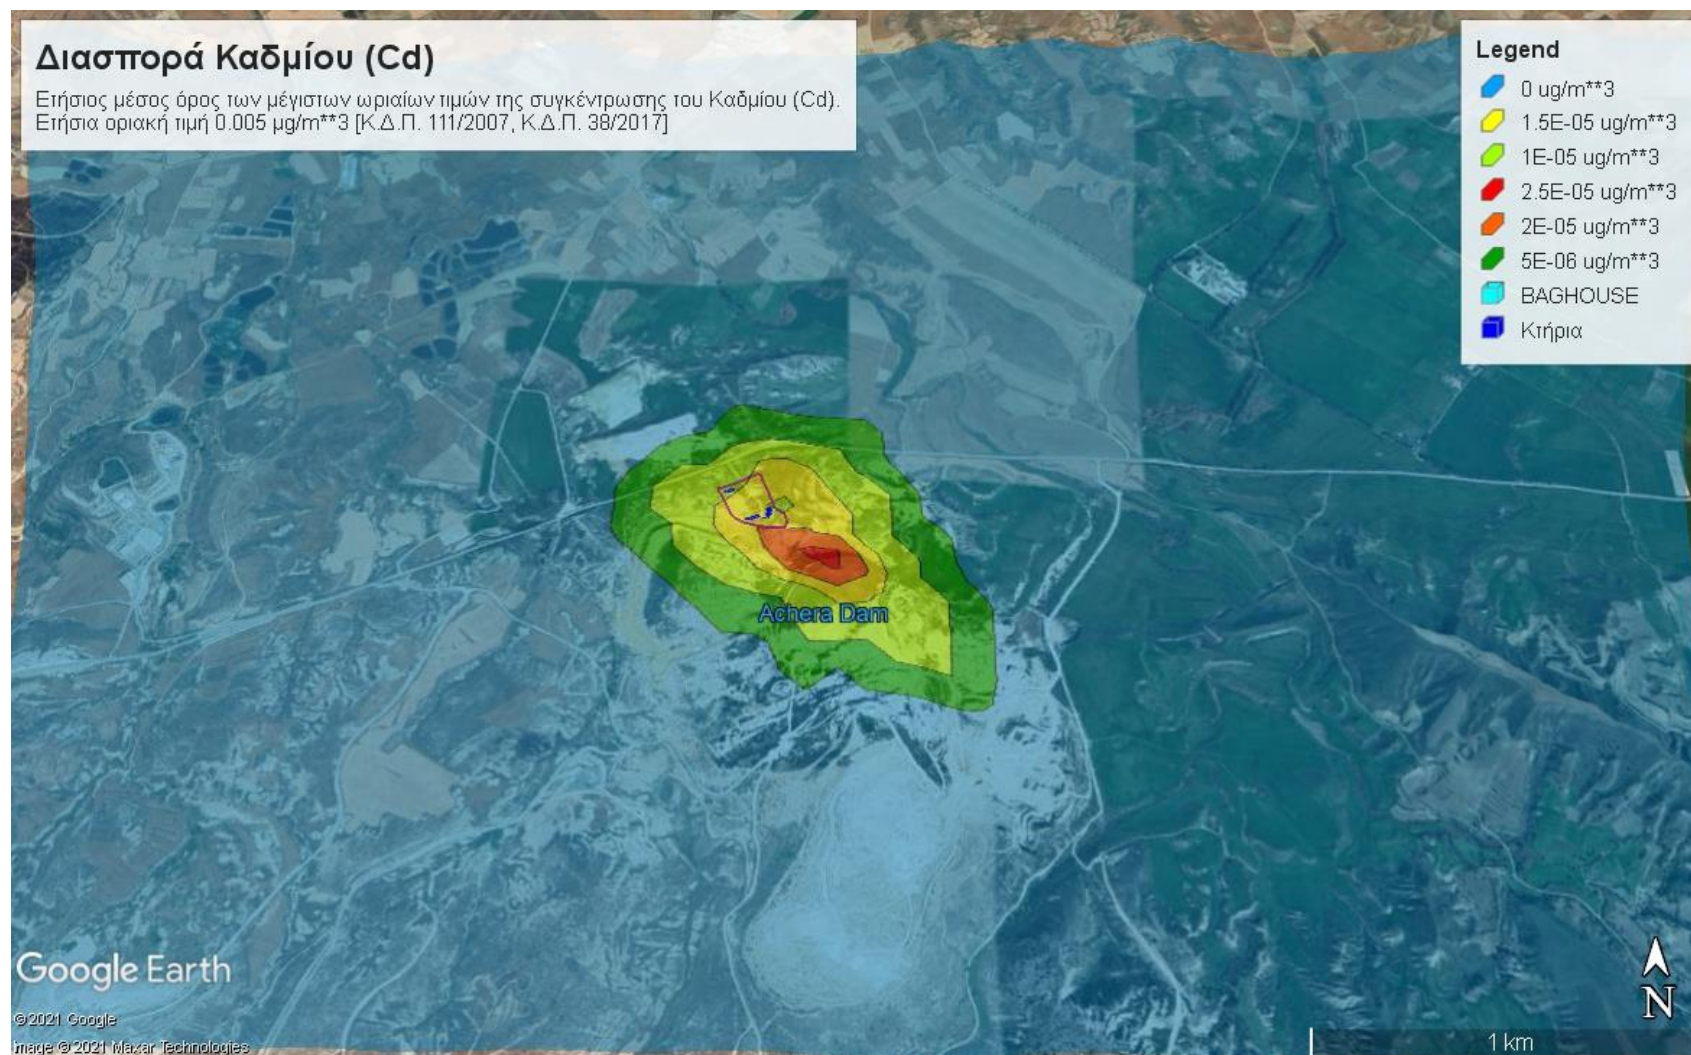 Διασπορά Καδμίου (Cd)
Ετήσιος μέσος όρος των μέγιστων ωριαίων τιμών της συγκέντρωσης του Καδμίου (Cd).
Ετήσια οριακή τιμή 0.005 μg/m**3 [Κ.Δ.Π. 111/2007, Κ.Δ.Π. 38/2017]
Legend
0 ug/m**3
1.5E-05 ug/m**3
1E-05 ug/m**3
2.5E-05 ug/m**3
2E-05 ug/m**3
5E-06 ug/m**3
BAGHOUSE
Κτήρια
Achera Dam
Google Earth
© 2021 Google
Image © 2021 Maxar Technologies
N
1 km